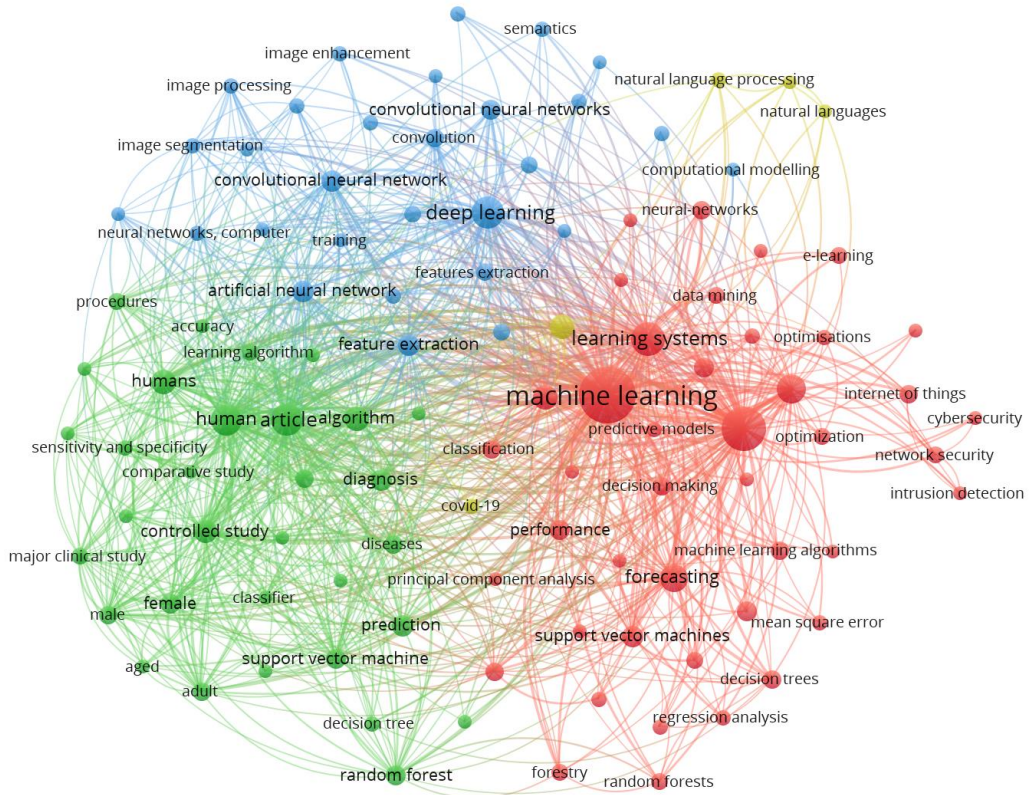 semantics
image enhancement
natural language processing
image processing
convolutional neural networks
natural languages
convolution
image segmentation
computational modelling
convolutional neural network
deep learning
neural-networks
neural networks, computer
training
e-learning
features extraction
artificial neural network
data mining
procedures
accuracy
learning systems
optimisations
feature extraction
learning algorithm
humans
machine learning
internet of things
human
article
algorithm
cybersecurity
predictive models
optimization
sensitivity and specificity
classification
network security
comparative study
diagnosis
decision making
intrusion detection
covid-19
controlled study
performance
diseases
major clinical study
machine learning algorithms
principal component analysis
forecasting
classifier
female
male
prediction
mean square error
support vector machines
support vector machine
aged
decision trees
adult
decision tree
regression analysis
random forest
forestry
random forests